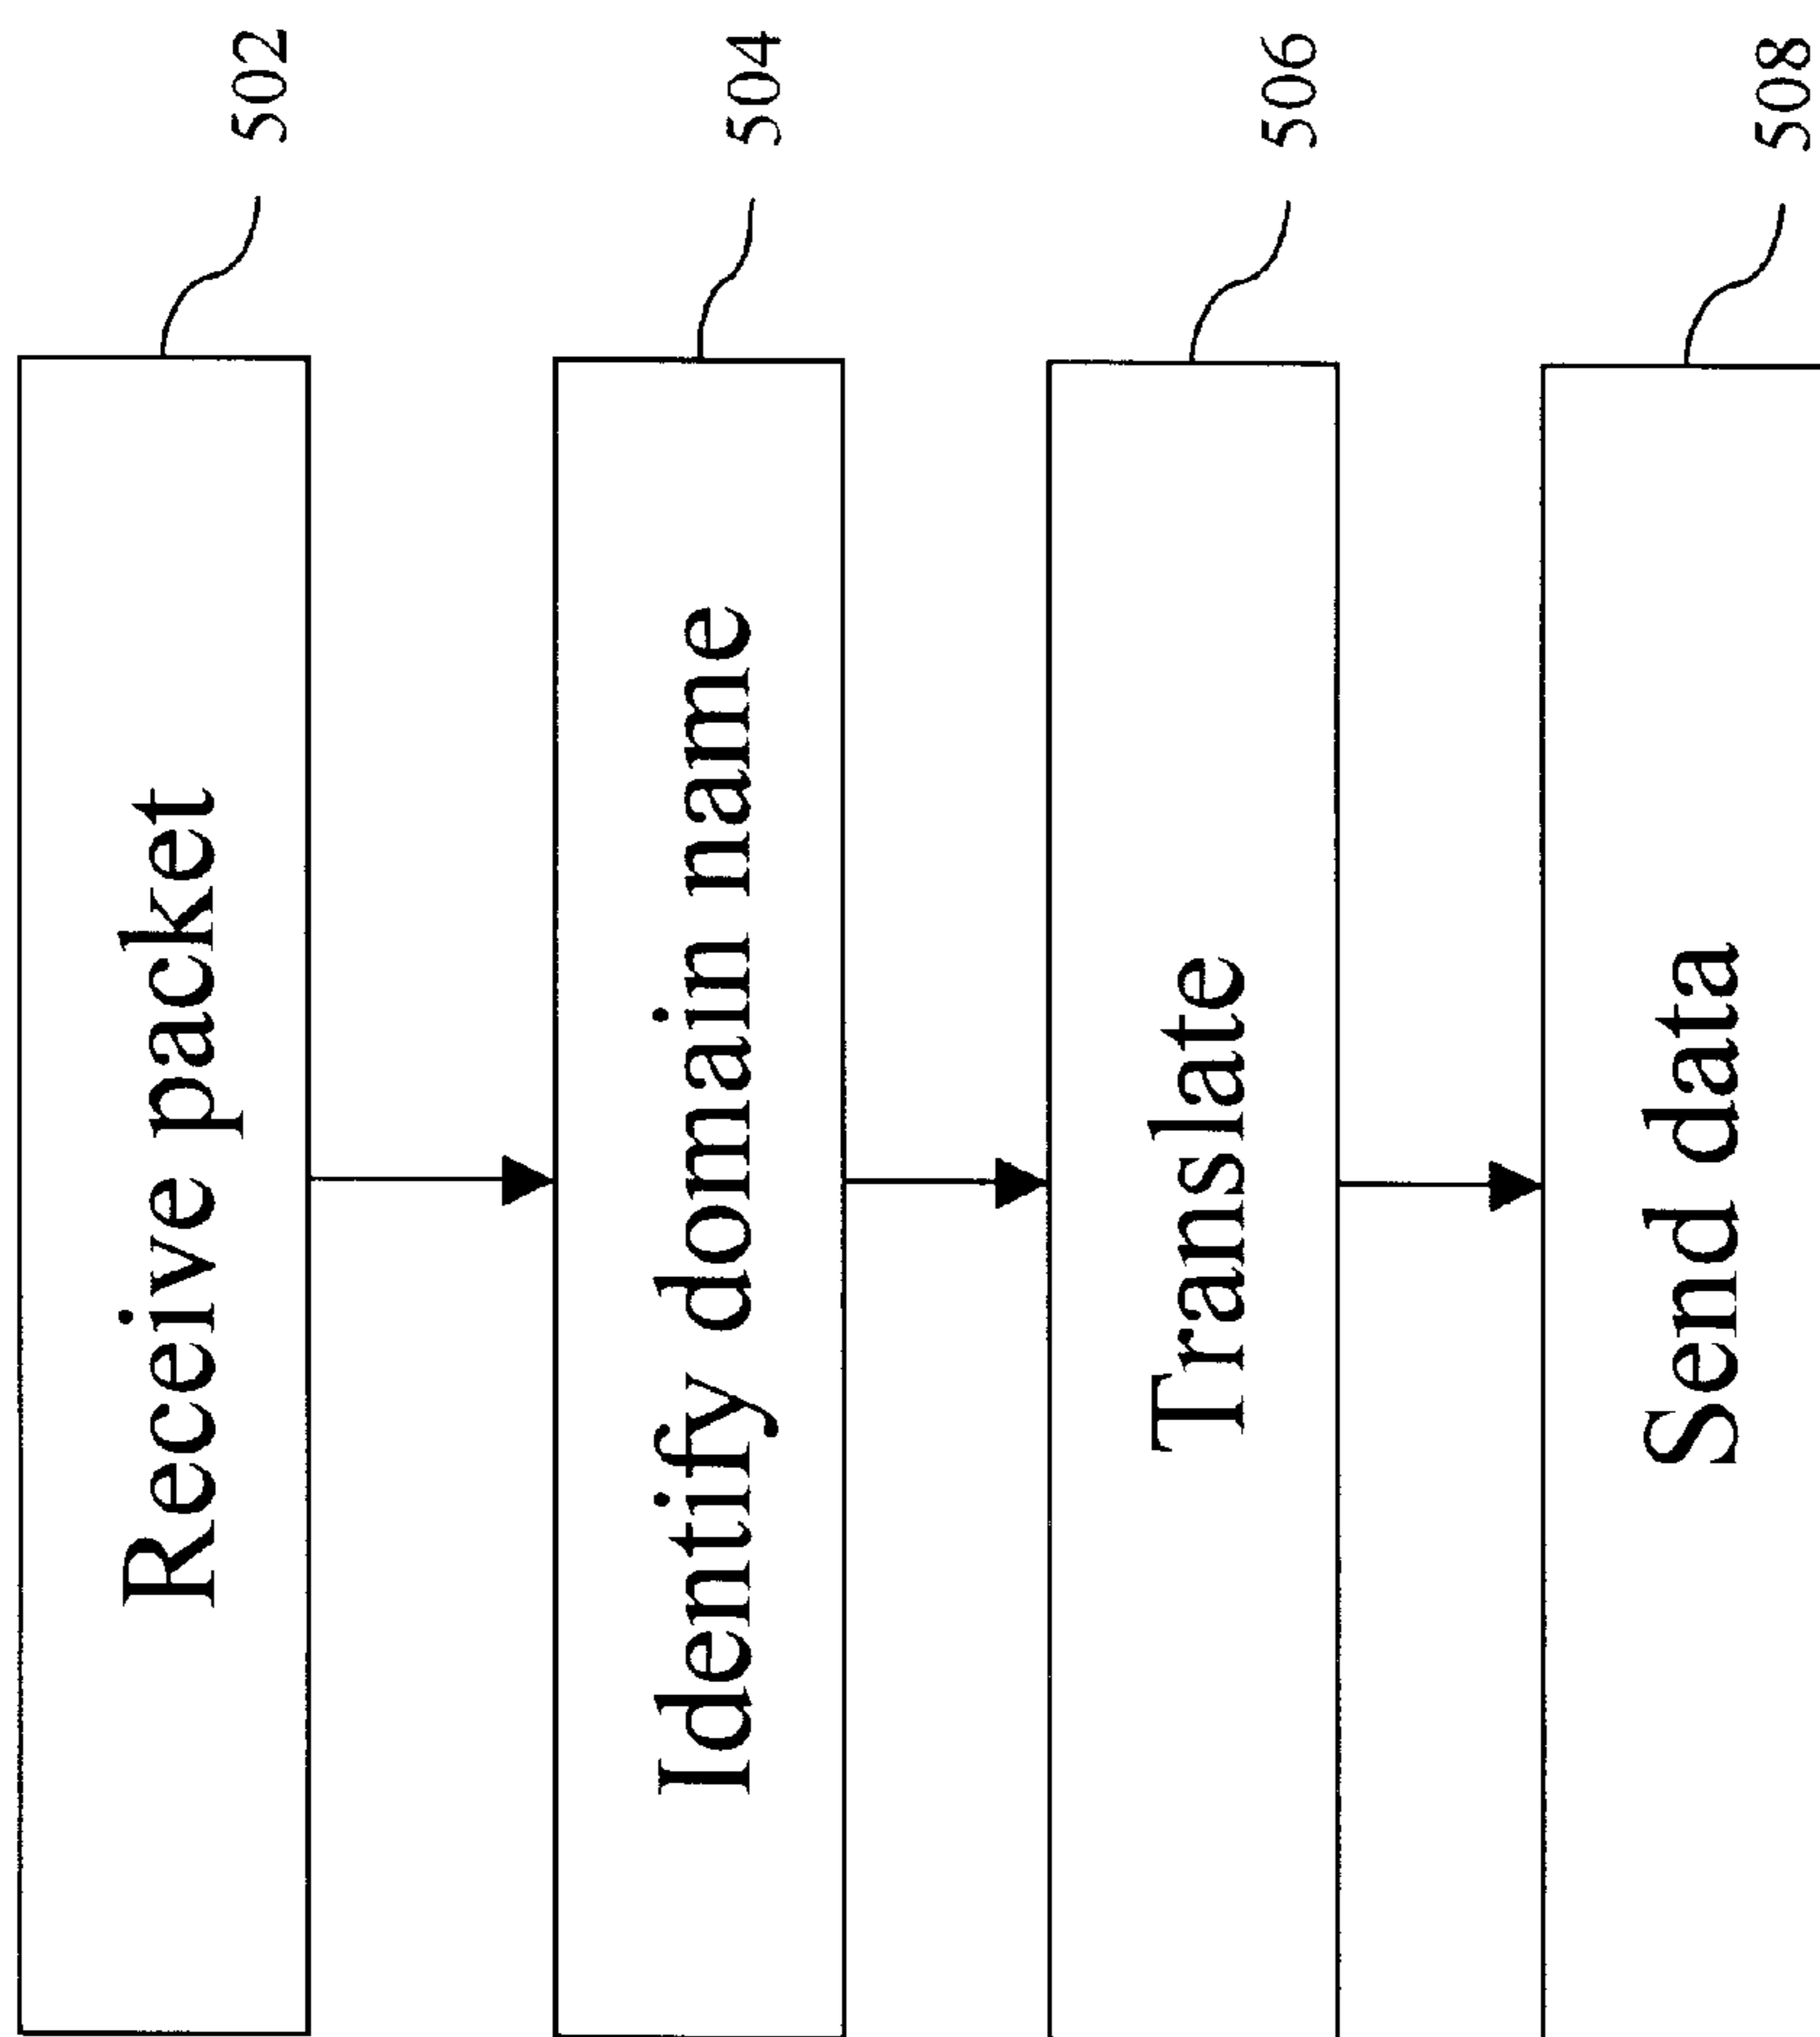 Receive packet
502
Identify domain name
504
Translate
506
Send data
508